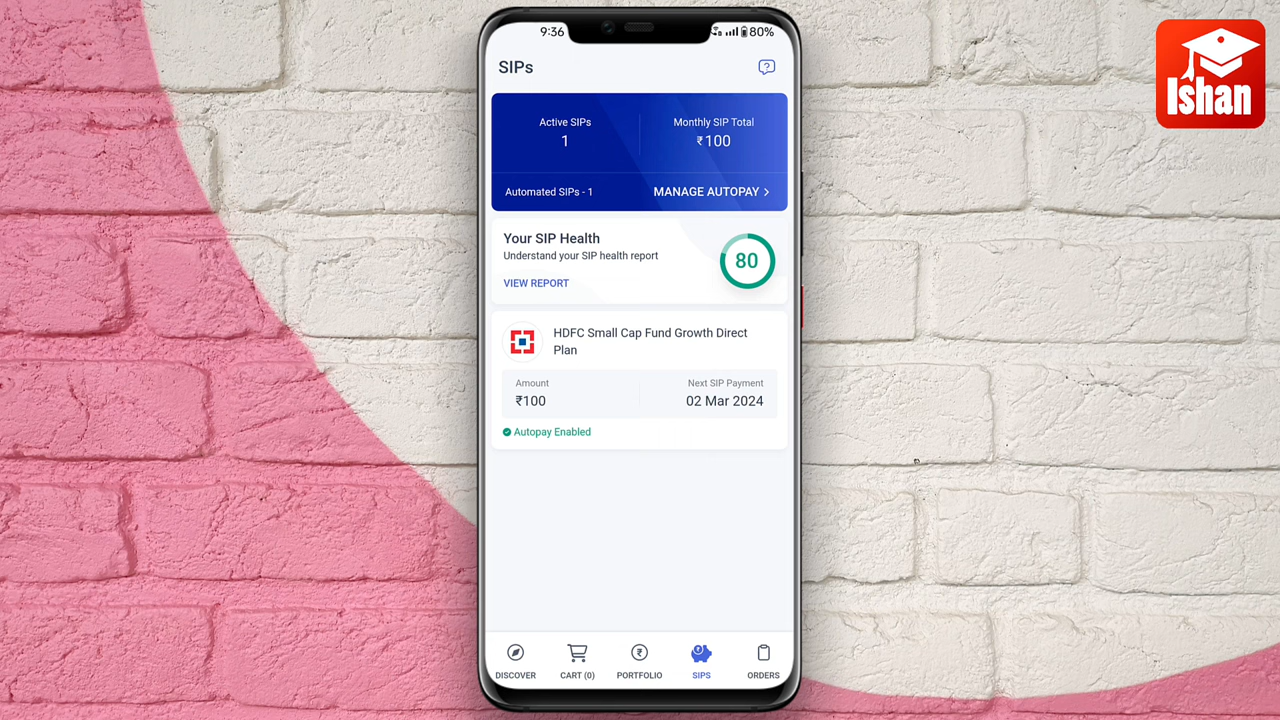 9:36
80%
Ishan
SIPs
Active SIPs
1
Monthly SIP Total
₹100
Automated SIPs - 1
MANAGE AUTOPAY
Your SIP Health
Understand your SIP health report
80
VIEW REPORT
HDFC Small Cap Fund Growth Direct
Plan
Amount
₹100
Next SIP Payment
02 Mar 2024
Autopay Enabled
DISCOVER
CART (0)
PORTFOLIO
SIPS
ORDERS